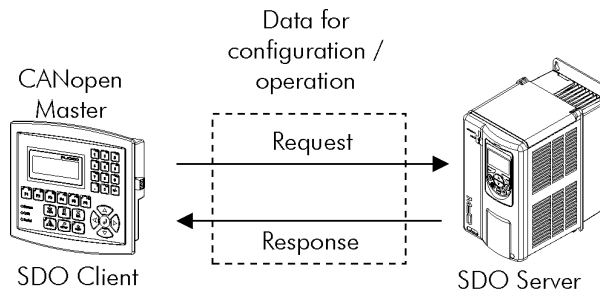 Data for
configuration /
operation
CANopen
Master
Request
Response
SDO Client
SDO Server